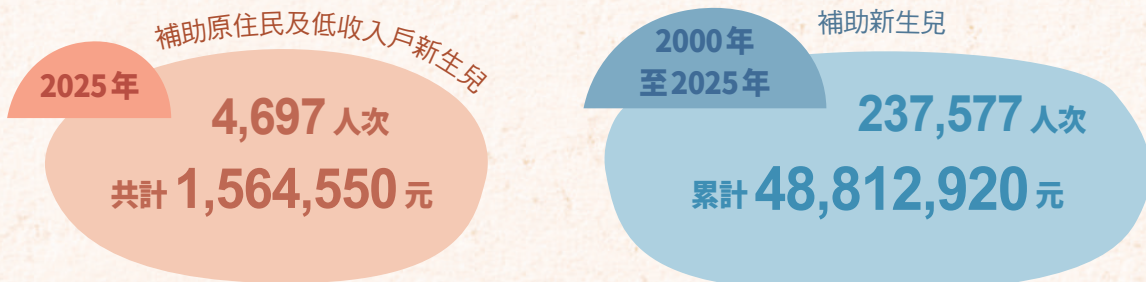 補助原住民及低收入戶新生兒
2025年
4,697 人次
共計 1,564,550 元
補助新生兒
2000年
至2025年
237,577 人次
累計 48,812,920 元